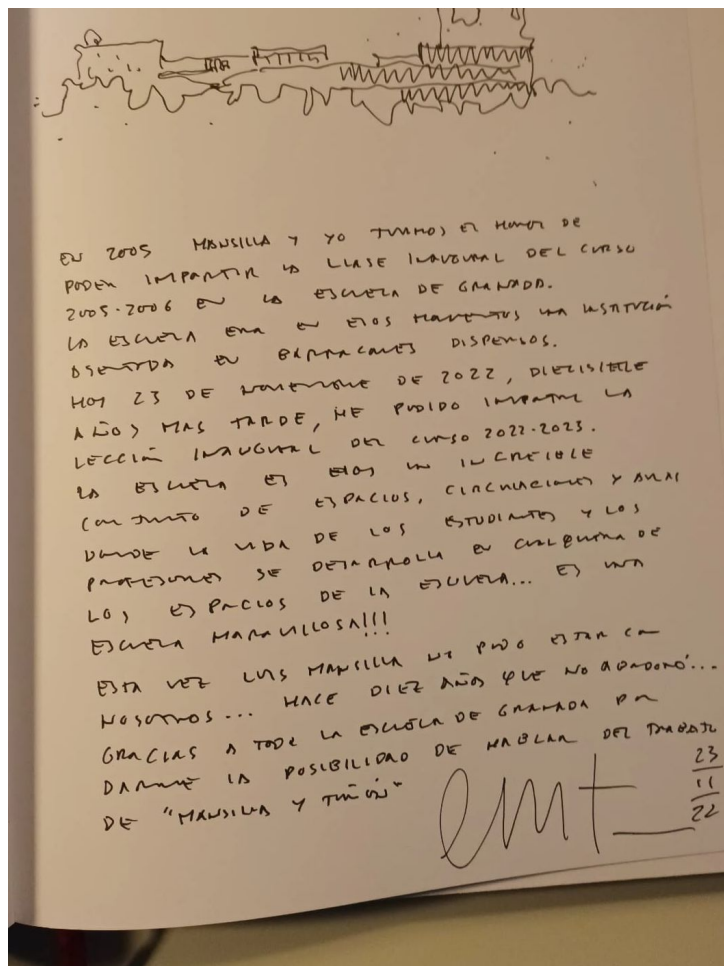 EN 2005 MANSILLA Y YO TUVIMOS EL HONOR DE
PODER IMPARTIR LA CLASE INAUGURAL DEL CURSO
2005-2006 EN LA ESCUELA DE GRANADA.
LA ESCUELA ERA EN ESOS MOMENTOS UNA INSTITUCIÓN
ASENTADA EN BARRACONES DISPERSOS.
HOY 23 DE NOVIEMBRE DE 2022, DIECISIETE
AÑOS MAS TARDE, HE PODIDO IMPARTIR LA
LECCIÓN INAUGURAL DEL CURSO 2022-2023.
LA ESCUELA ES UN INCREIBLE
CONJUNTO DE ESPACIOS, CIRCULACIONES Y AULAS
DONDE LA VIDA DE LOS ESTUDIANTES Y LOS
PROFESORES SE DESARROLLA EN CUALQUIERA DE
LOS ESPACIOS DE LA ESCUELA... ES UNA
ESCUELA MARAVILLOSA!!!
ESTA VEZ LUIS MANSILLA NO PUDO ESTAR CON
NOSOTROS... HACE DIEZ AÑOS QUE NOS ABANDONÓ...
GRACIAS A TODA LA ESCUELA DE GRANADA POR
DARME LA POSIBILIDAD DE HABLAR DEL TRABAJO
DE "MANSILLA Y TUÑÓN"
emt
23
11
22